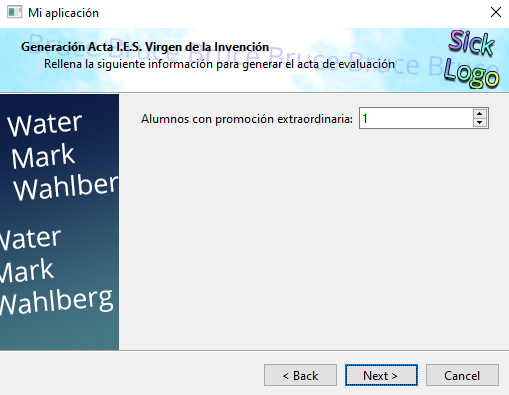 Mi aplicación
Generación Acta I.E.S. Virgen de la Invención
Rellena la siguiente información para generar el acta de evaluación
Bruce Bruce Bruce Bruce Bruce Bruce
Sick
Logo
Water
Mark
Wahlber
Water
Mark
Wahlberg
Alumnos con promoción extraordinaria:
1
< Back
Next >
Cancel